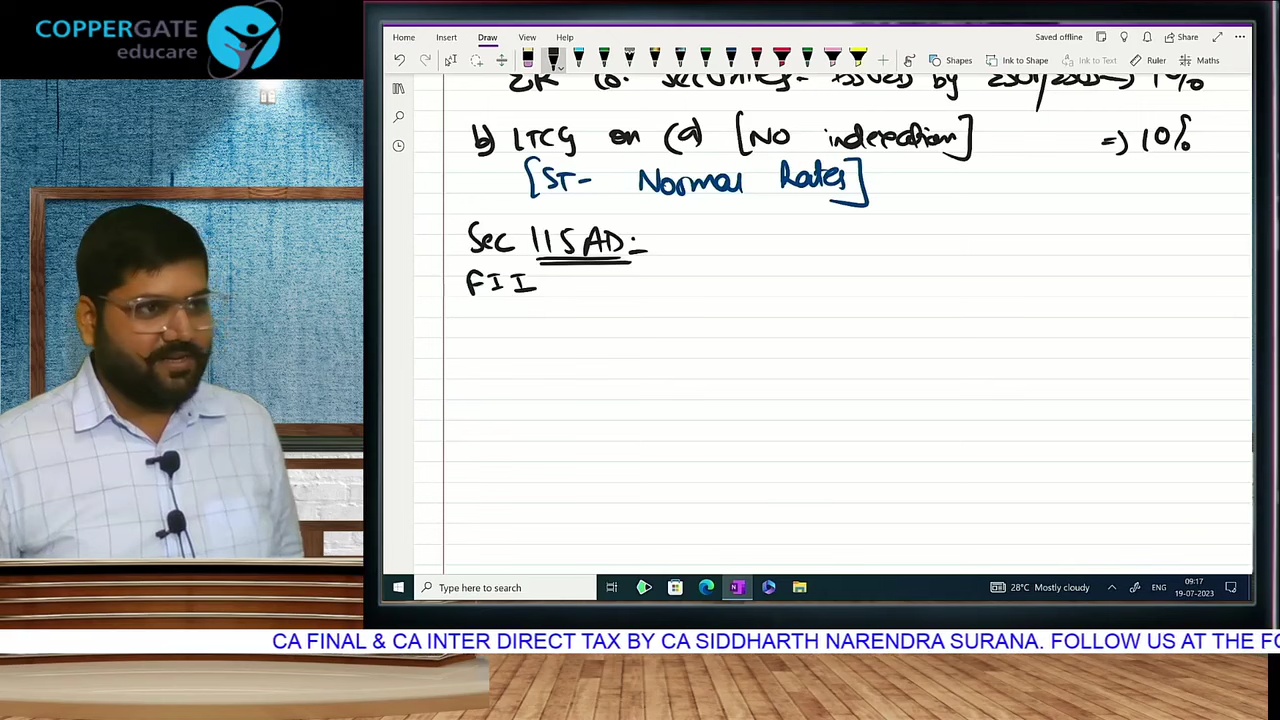 COPPERGATE
educare
Home Insert Draw View Help
Saved offline Share
Shapes Ink to Shape Ink to Text Ruler Maths
securities- issued by
b) LTCG on (a) [No indexation] => 10%
[ST- Normal Rates]
Sec 115AD:-
FII
Type here to search
28°C Mostly cloudy
ENG
09:17
19-07-2023
CA FINAL & CA INTER DIRECT TAX BY CA SIDDHARTH NARENDRA SURANA. FOLLOW US AT THE FO